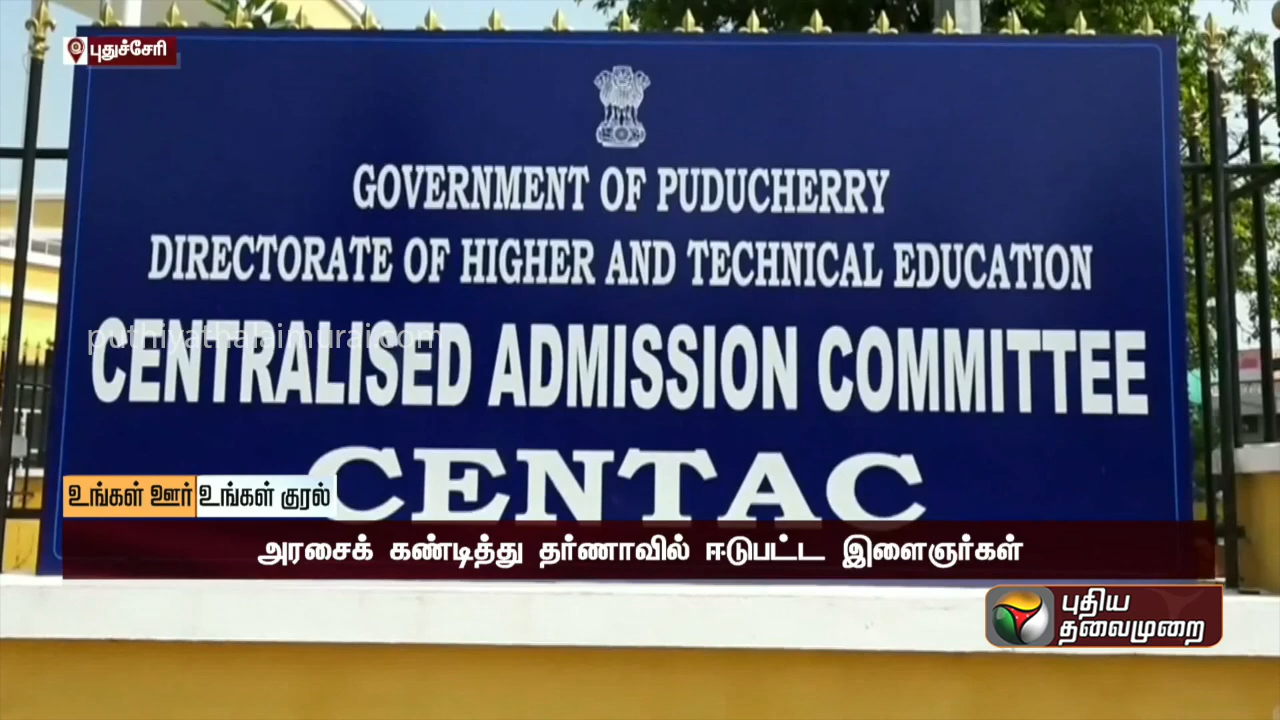 புதுச்சேரி
GOVERNMENT OF PUDUCHERRY
DIRECTORATE OF HIGHER AND TECHNICAL EDUCATION
puthiyathalaimurai.com
CENTRALISED ADMISSION COMMITTEE
CENTAC
உங்கள் ஊர் உங்கள் குரல்
அரசைக் கண்டித்து தர்ணாவில் ஈடுபட்ட இளைஞர்கள்
புதிய
தலைமுறை